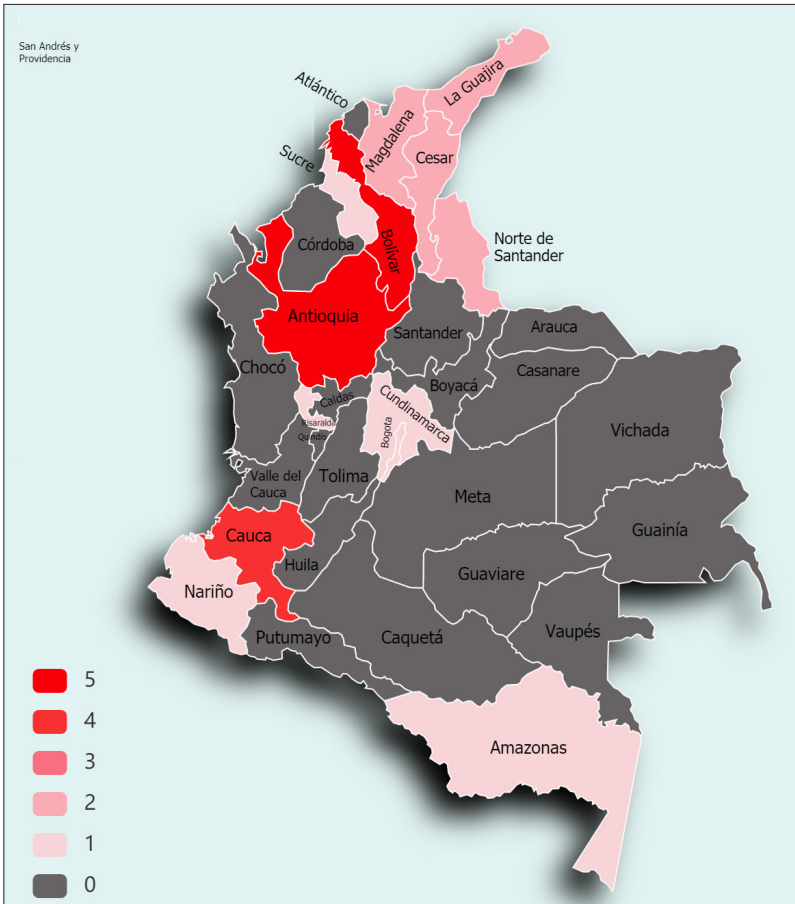 San Andrés y
Providencia
Atlántico
La Guajira
Magdalena
Cesar
Sucre
Norte de
Santander
Córdoba
Bolívar
Antioquia
Santander
Arauca
Chocó
Boyacá
Casanare
Caldas
Cundinamarca
Risaralda
Quindio
Bogota
Vichada
Valle del
Cauca
Tolima
Meta
Cauca
Guainía
Huila
Guaviare
Nariño
Putumayo
Caquetá
Vaupés
Amazonas
5
4
3
2
1
0